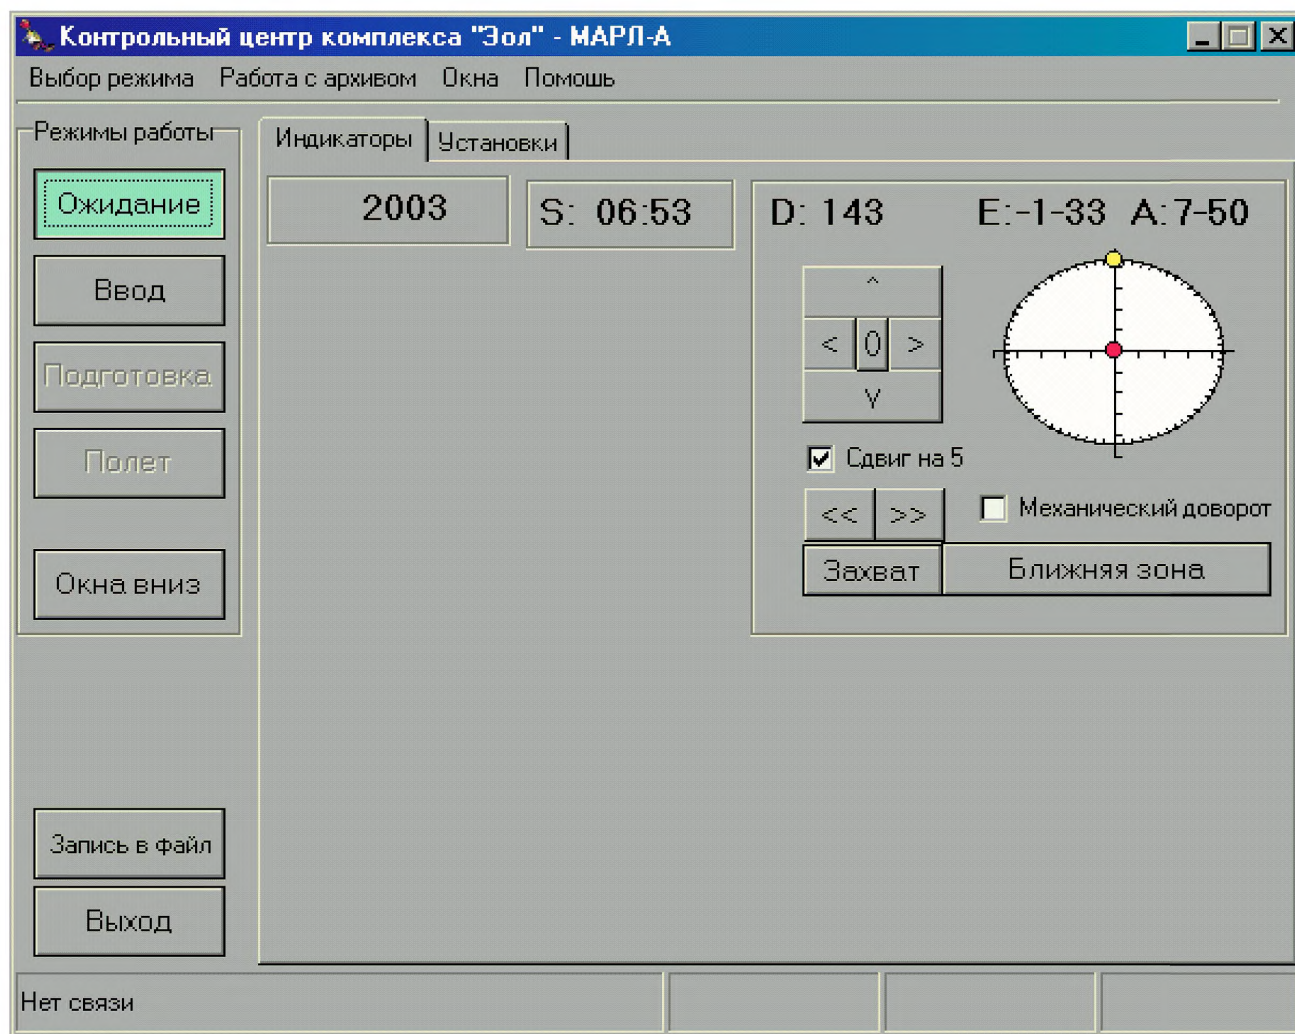 Контрольный центр комплекса "Эол" - МАРЛ-А
Выбор режима Работа с архивом Окна Помошь
Режимы работы
Индикаторы Установки
Ожидание
2003
S: 06:53
D: 143 E:-1-33 A:7-50
Ввод
^
< 0 >
v
Подготовка
Полет
Сдвиг на 5
<< >>
Механический доворот
Захват Ближняя зона
Окна вниз
Запись в файл
Выход
Нет связи